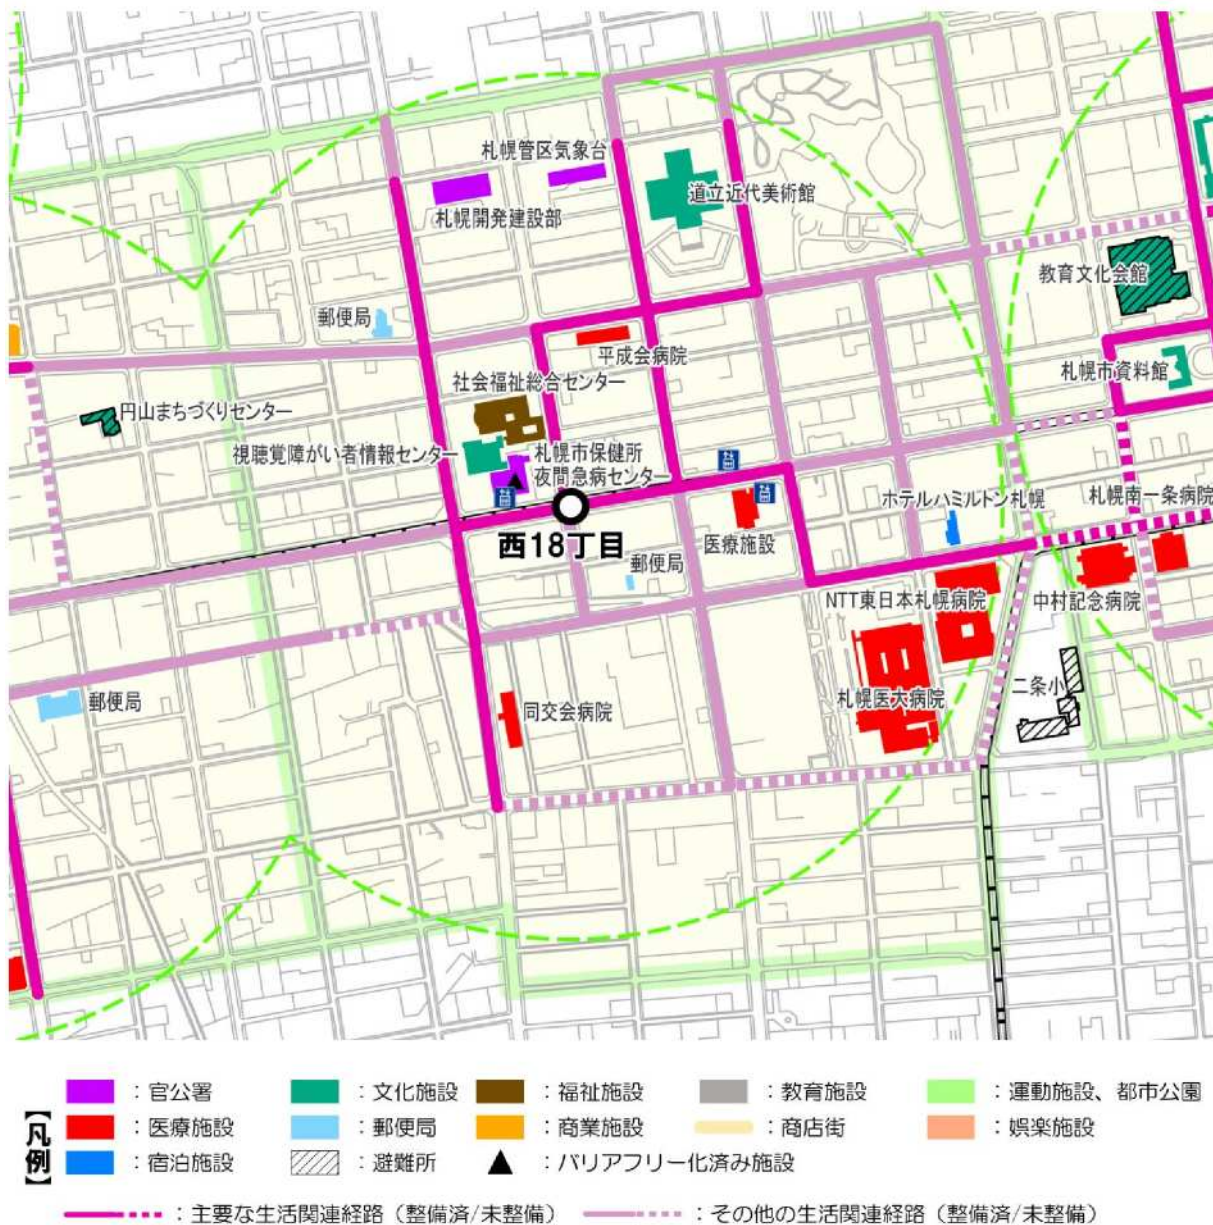 札幌管区気象台
札幌開発建設部
道立近代美術館
教育文化会館
郵便局
平成会病院
札幌市資料館
社会福祉総合センター
円山まちづくりセンター
視聴覚障がい者情報センター
札幌市保健所
夜間急病センター
ホテルハミルトン札幌
札幌南一条病院
西18丁目
医療施設
郵便局
NTT東日本札幌病院
中村記念病院
郵便局
同交会病院
札幌医大病院
二条小
【凡例】
:官公署
:文化施設
:福祉施設
:教育施設
:運動施設、都市公園
:医療施設
:郵便局
:商業施設
:商店街
:娯楽施設
:宿泊施設
:避難所
:バリアフリー化済み施設
:主要な生活関連経路(整備済/未整備)
:その他の生活関連経路(整備済/未整備)